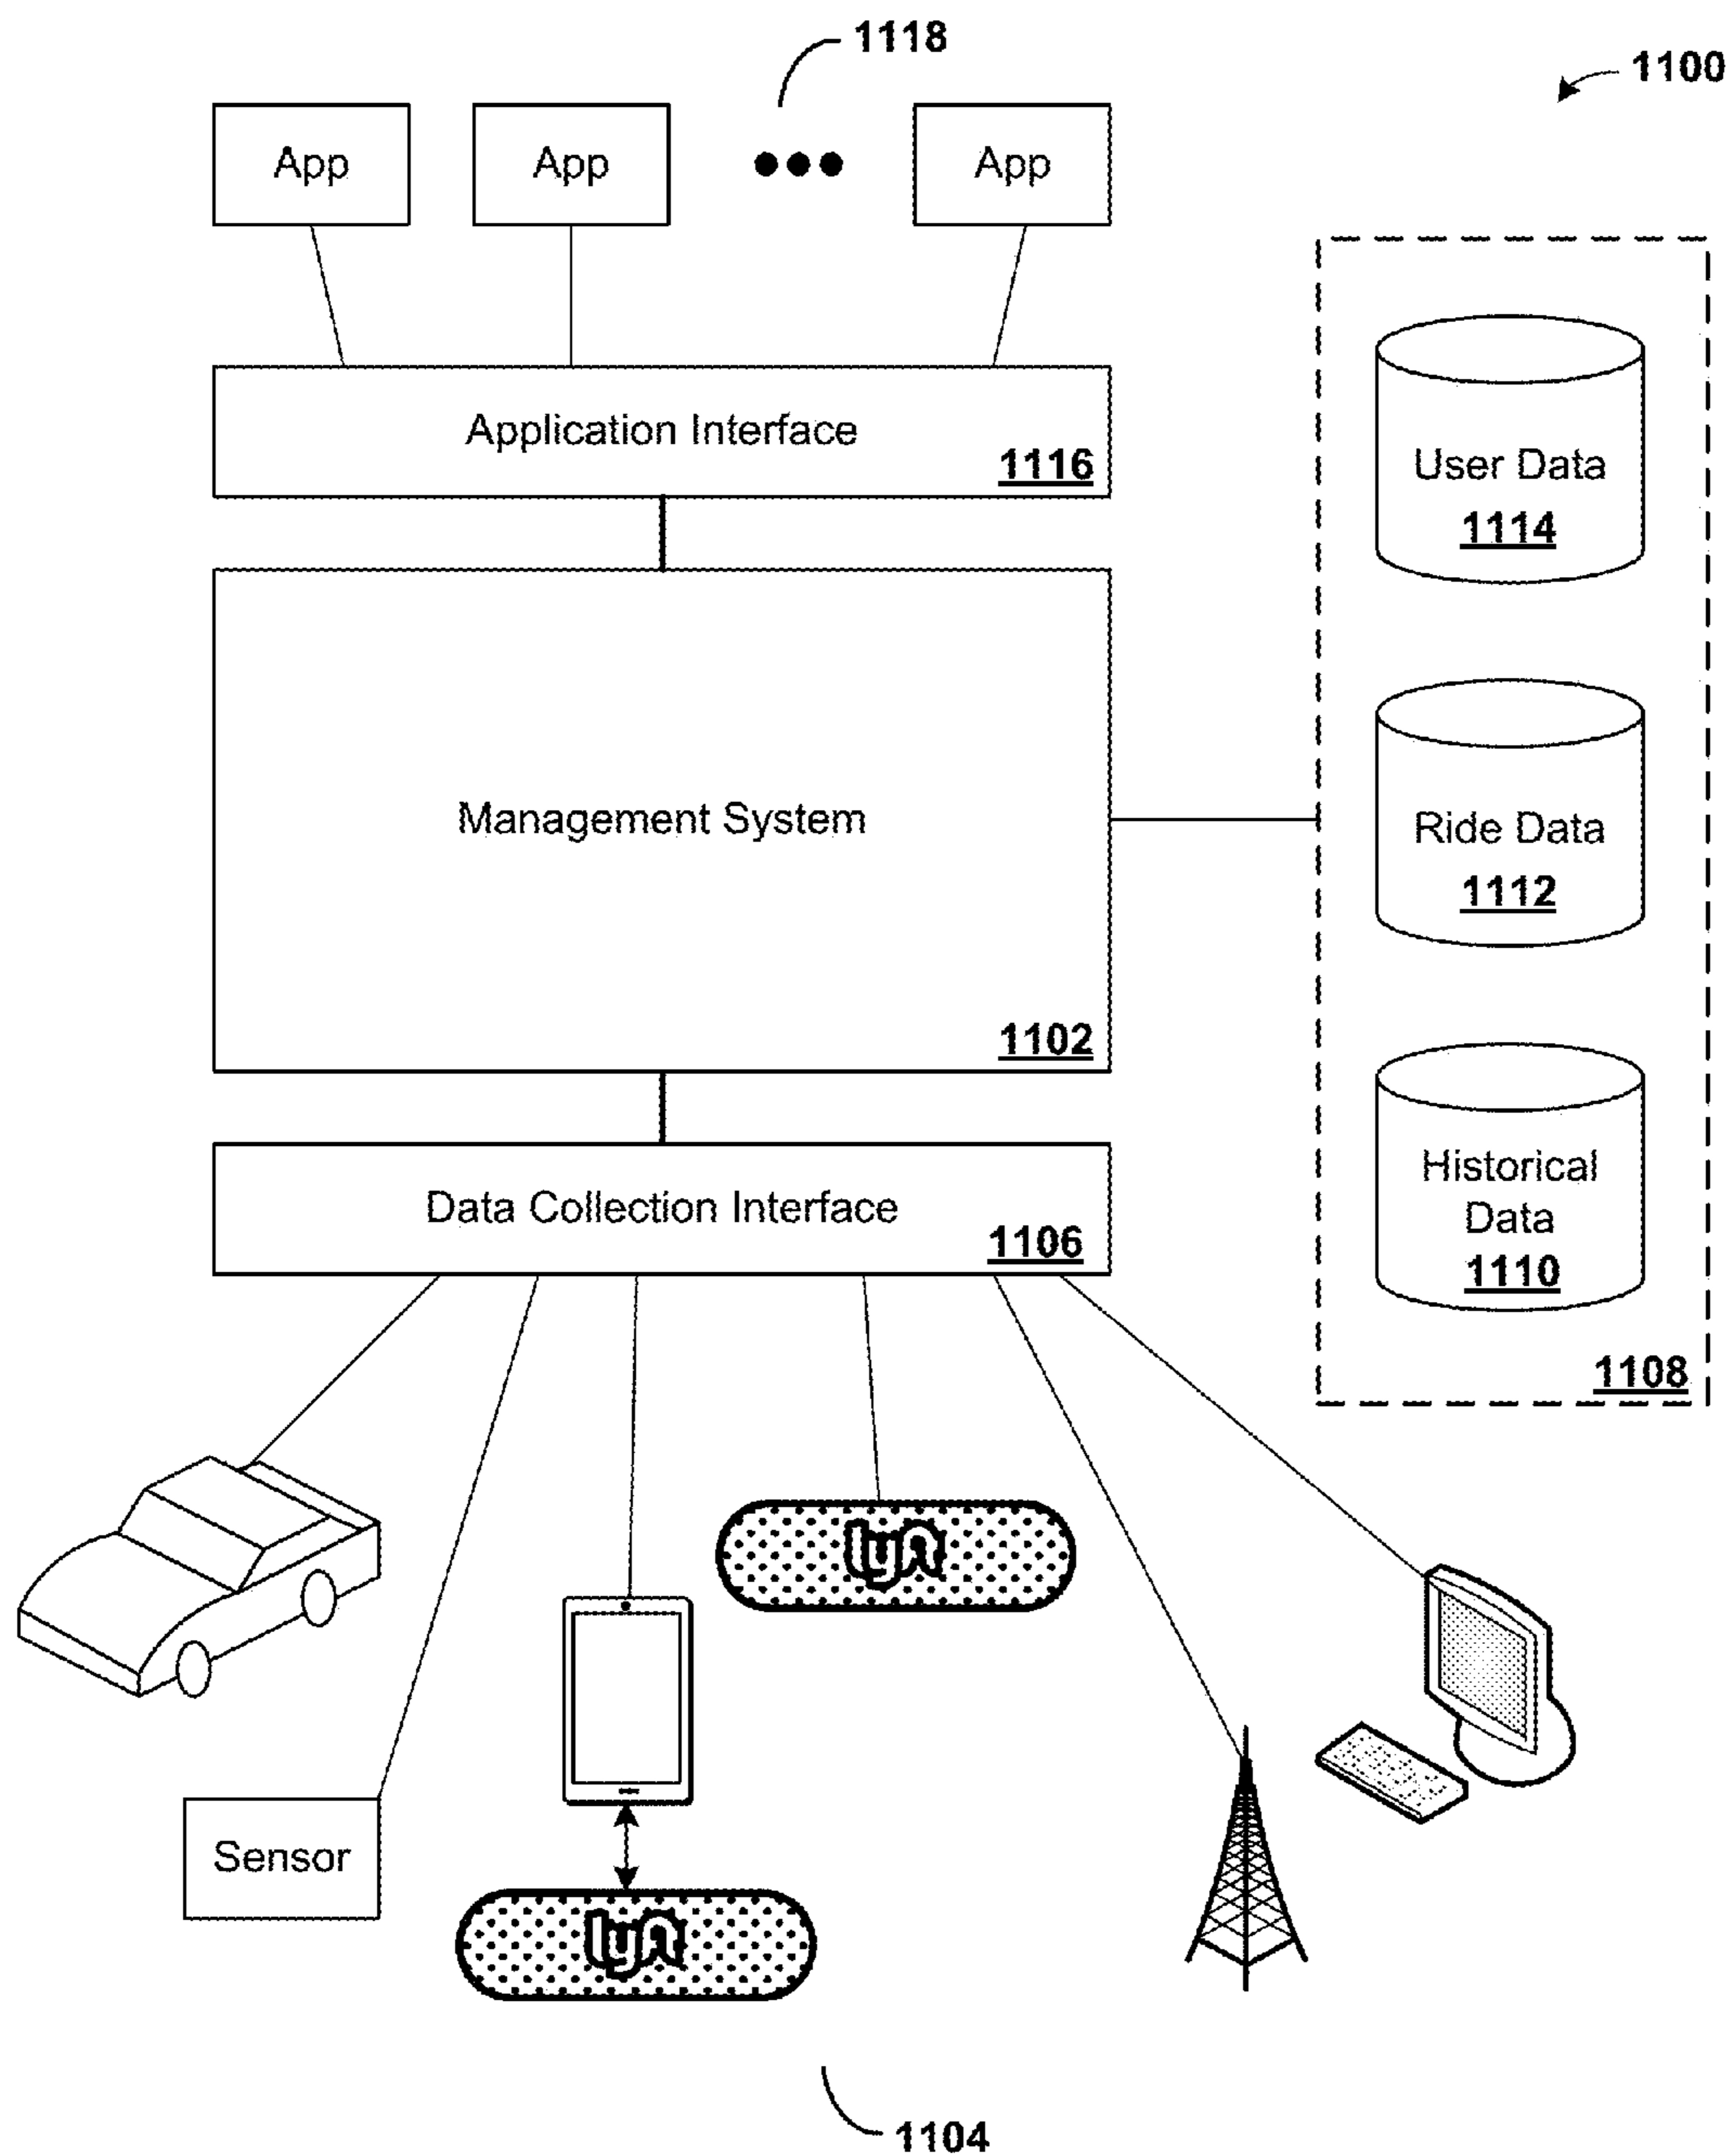 1118
1100
App
App
App
Application Interface
1116
User Data
1114
Management System
1102
Ride Data
1112
Data Collection Interface
1106
Historical
Data
1110
1108
lyft
Sensor
lyft
1104